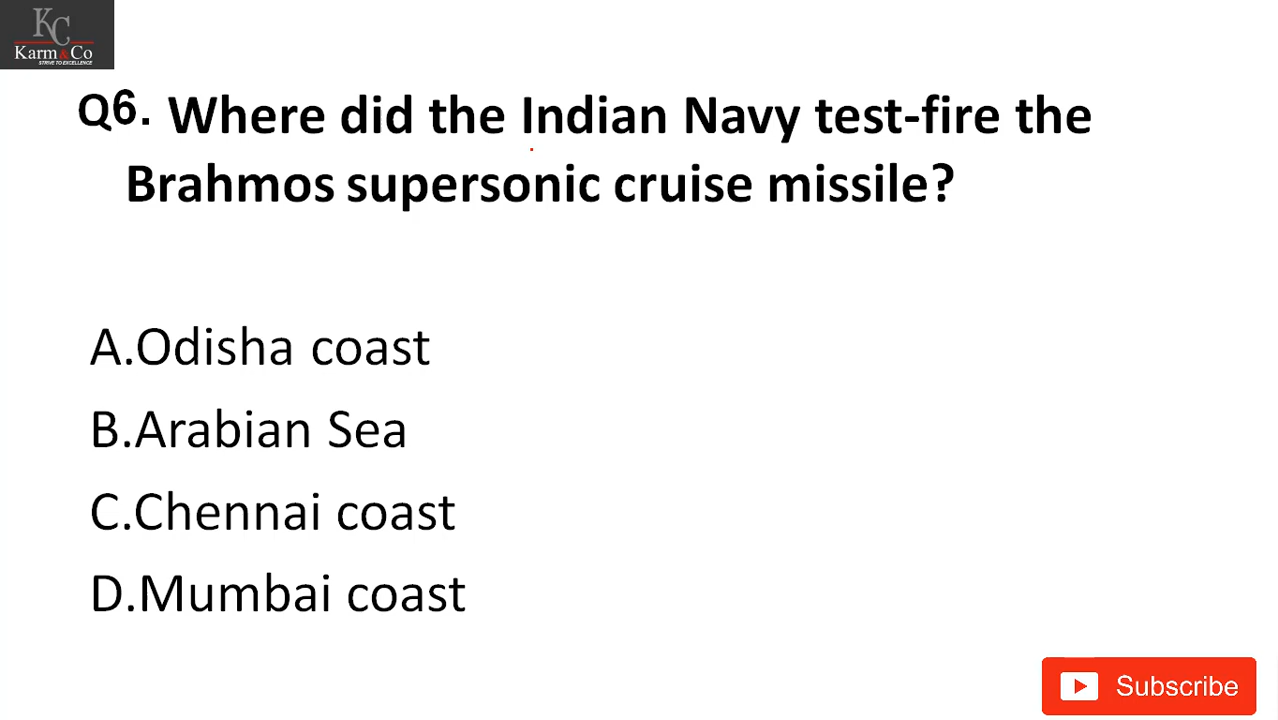 KC
Karm&Co
STRIVE TO EXCELLENCE
Q6. Where did the Indian Navy test-fire the
Brahmos supersonic cruise missile?
A.Odisha coast
B.Arabian Sea
C.Chennai coast
D.Mumbai coast
Subscribe